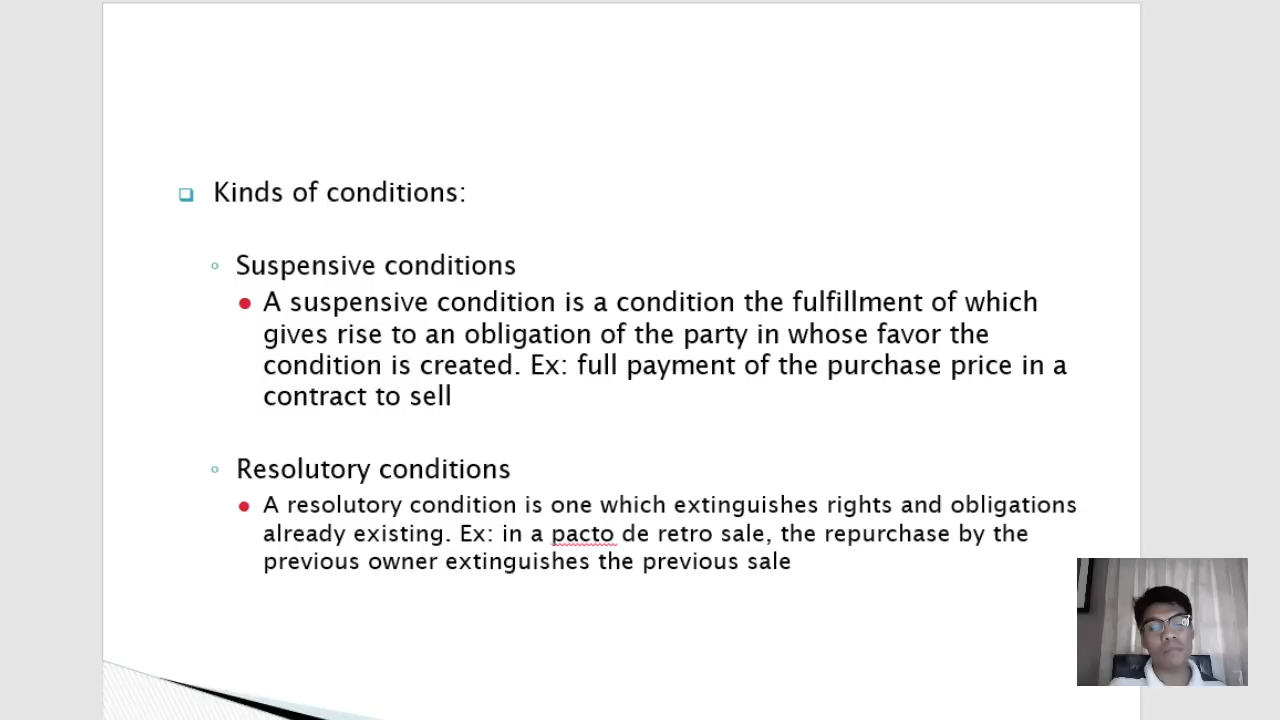 Kinds of conditions:
Suspensive conditions
A suspensive condition is a condition the fulfillment of which
gives rise to an obligation of the party in whose favor the
condition is created. Ex: full payment of the purchase price in a
contract to sell
Resolutory conditions
A resolutory condition is one which extinguishes rights and obligations
already existing. Ex: in a pacto de retro sale, the repurchase by the
previous owner extinguishes the previous sale